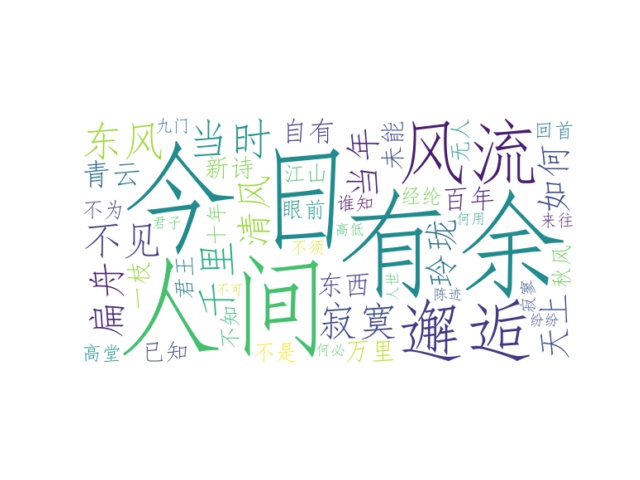 东风
九门
当时
自有
未能
当年
风流
无人
回首
青云
新诗
今日
江山
谁知
如何
不为
君子
十年
清风
眼前
有余
经纶
百年
何用
来往
不见
千里
君王
高低
不须
玲珑
扁舟
一枝
不知
不可
人间
东西
人世
陈迹
秋风
寂寥
纷纷
天上
高堂
已知
不是
何必
万里
寂寞
邂逅